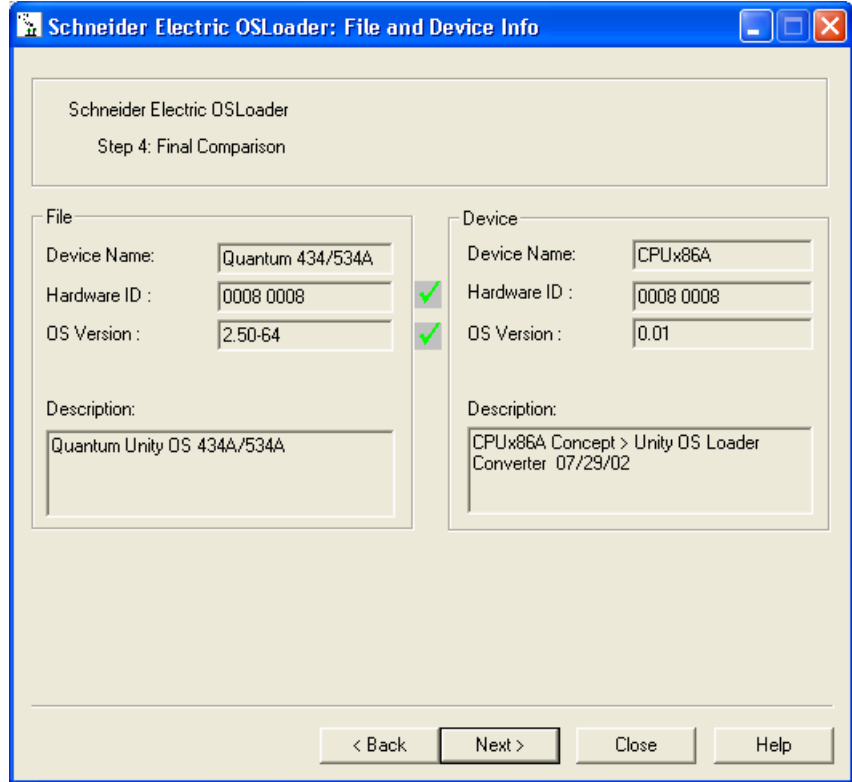 Schneider Electric OSLoader: File and Device Info
Schneider Electric OSLoader
Step 4: Final Comparison
File
Device Name: Quantum 434/534A
Hardware ID : 0008 0008
OS Version : 2.50-64
Description:
Quantum Unity OS 434A/534A
Device
Device Name: CPUx86A
Hardware ID : 0008 0008
OS Version : 0.01
Description:
CPUx86A Concept > Unity OS Loader
Converter 07/29/02
< Back Next > Close Help